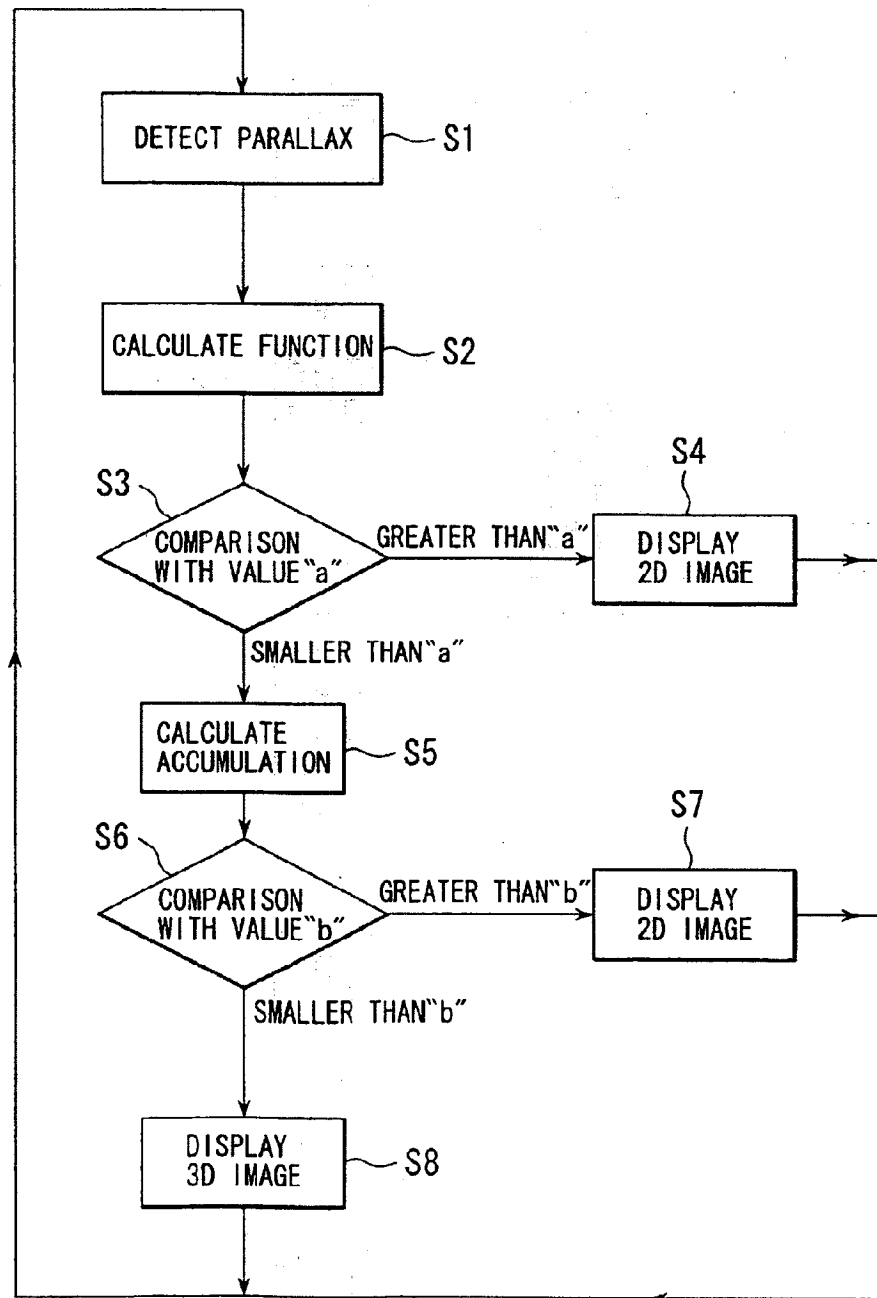 DETECT PARALLAX
S1
CALCULATE FUNCTION
S2
S3
COMPARISON
WITH VALUE "a"
GREATER THAN "a"
S4
DISPLAY
2D IMAGE
SMALLER THAN "a"
CALCULATE
ACCUMULATION
S5
S6
COMPARISON
WITH VALUE "b"
GREATER THAN "b"
S7
DISPLAY
2D IMAGE
SMALLER THAN "b"
DISPLAY
3D IMAGE
S8